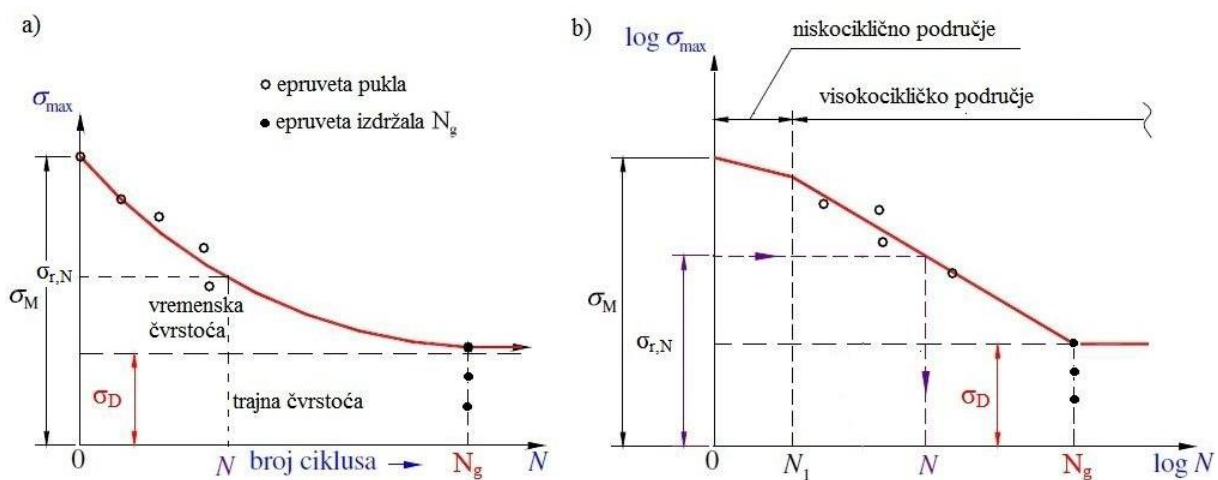 a)
σmax
epruveta pukla
epruveta izdržala Ng
σr,N
σM
vremenska
čvrstoća
σD
trajna čvrstoća
0
N
broj ciklusa
Ng
N
b)
log σmax
niskociklično područje
visokocikličko područje
σM
σr,N
σD
0
N1
N
Ng
log N